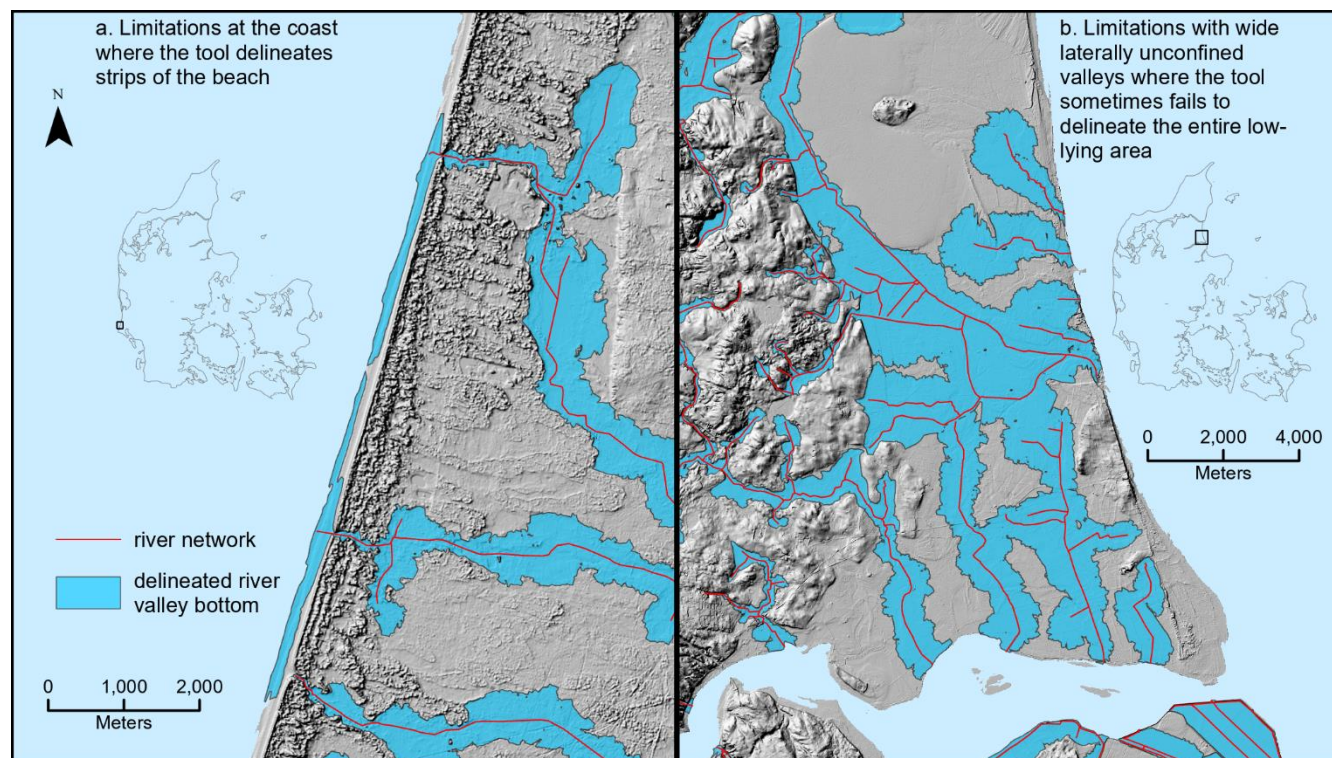 a. Limitations at the coast
where the tool delineates
strips of the beach
N
river network
delineated river
valley bottom
0 1,000 2,000
Meters
b. Limitations with wide
laterally unconfined
valleys where the tool
sometimes fails to
delineate the entire low-
lying area
0 2,000 4,000
Meters